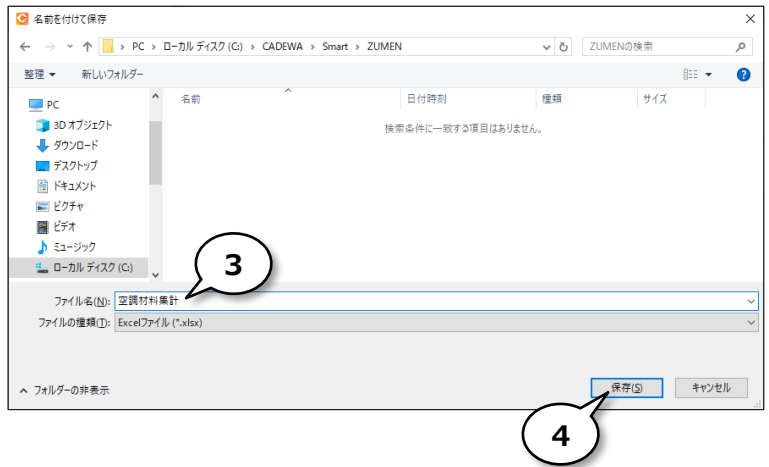 名前を付けて保存
PC › ローカル ディスク (C:) › CADEWA › Smart › ZUMEN
ZUMENの検索
整理 新しいフォルダー
名前 日付時刻 種類 サイズ
検索条件に一致する項目はありません。
PC
3D オブジェクト
ダウンロード
デスクトップ
ドキュメント
ピクチャ
ビデオ
ミュージック
ローカル ディスク (C:)
3
ファイル名(N): 空調材料集計
ファイルの種類(T): Excelファイル (*.xlsx)
フォルダーの非表示
保存(S) キャンセル
4